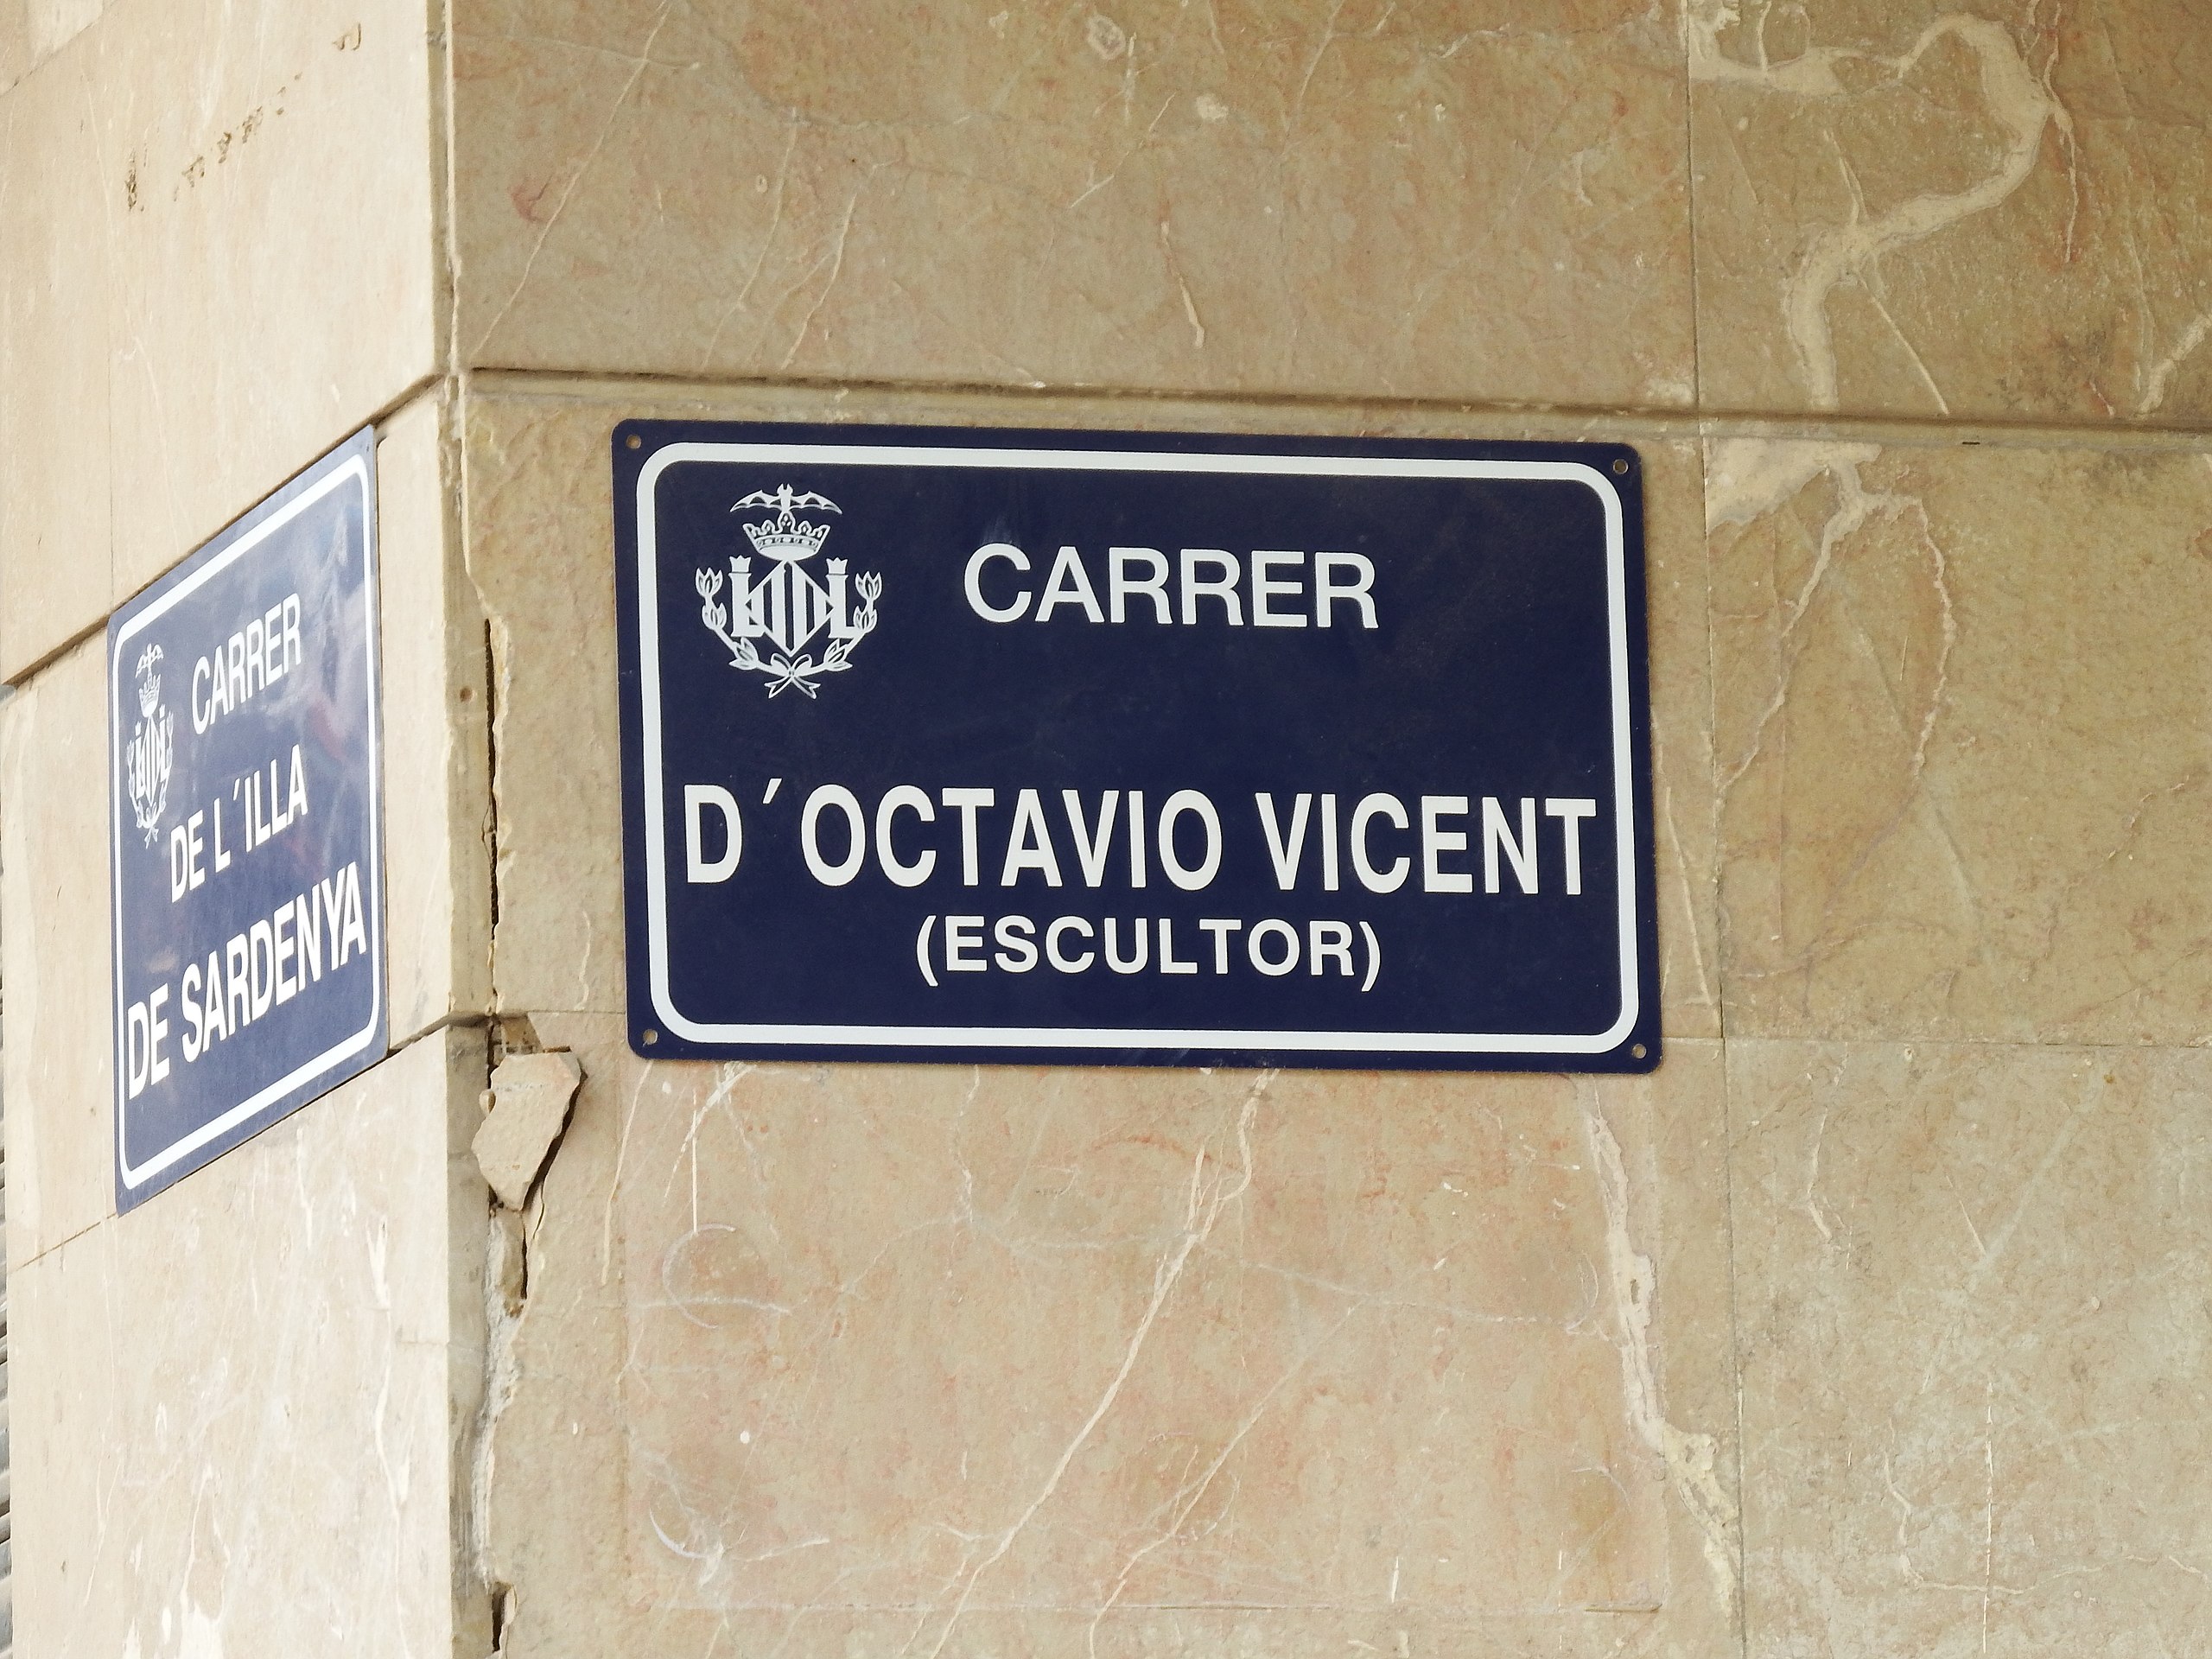 CARRER
DE L´ILLA
DE SARDENYA
CARRER
D´OCTAVIO VICENT
(ESCULTOR)